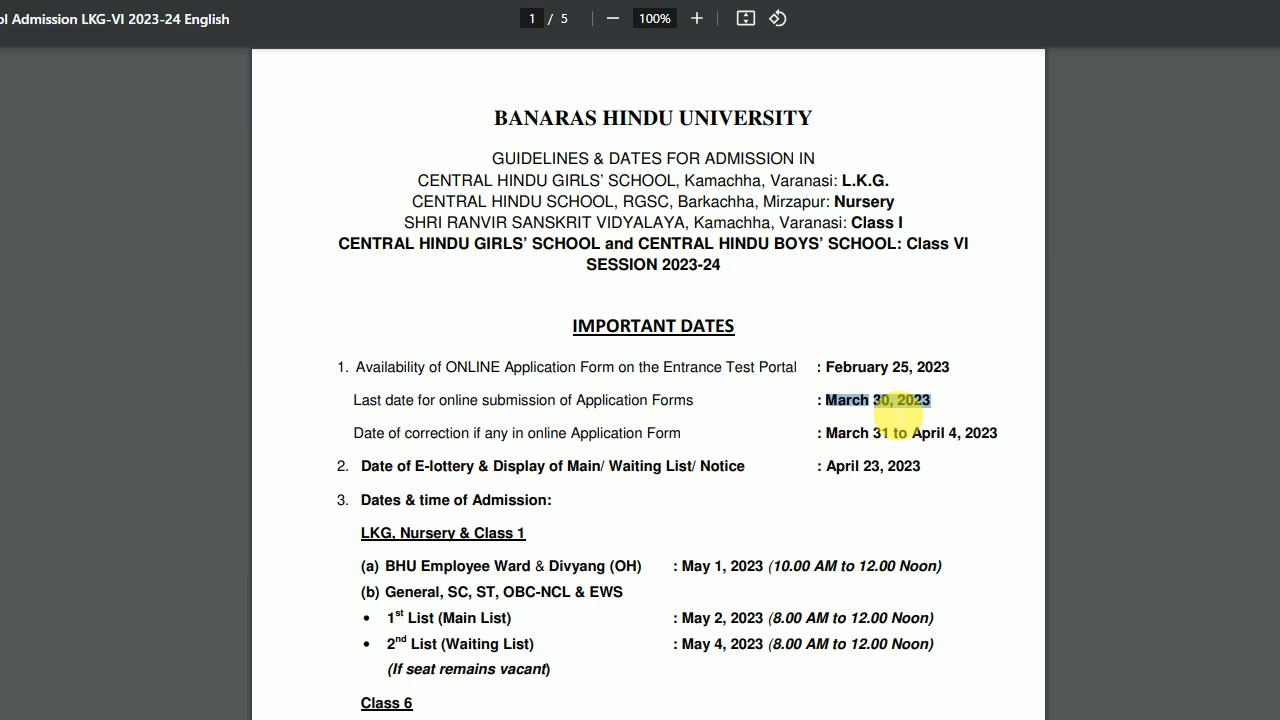 ol Admission LKG-VI 2023-24 English
1 / 5
100%
BANARAS HINDU UNIVERSITY
GUIDELINES & DATES FOR ADMISSION IN
CENTRAL HINDU GIRLS' SCHOOL, Kamachha, Varanasi: L.K.G.
CENTRAL HINDU SCHOOL, RGSC, Barkachha, Mirzapur: Nursery
SHRI RANVIR SANSKRIT VIDYALAYA, Kamachha, Varanasi: Class I
CENTRAL HINDU GIRLS' SCHOOL and CENTRAL HINDU BOYS' SCHOOL: Class VI
SESSION 2023-24
IMPORTANT DATES
1. Availability of ONLINE Application Form on the Entrance Test Portal : February 25, 2023
Last date for online submission of Application Forms : March 30, 2023
Date of correction if any in online Application Form : March 31 to April 4, 2023
2. Date of E-lottery & Display of Main/ Waiting List/ Notice : April 23, 2023
3. Dates & time of Admission:
LKG, Nursery & Class 1
(a) BHU Employee Ward & Divyang (OH) : May 1, 2023 (10.00 AM to 12.00 Noon)
(b) General, SC, ST, OBC-NCL & EWS
• 1st List (Main List) : May 2, 2023 (8.00 AM to 12.00 Noon)
• 2nd List (Waiting List) : May 4, 2023 (8.00 AM to 12.00 Noon)
(If seat remains vacant)
Class 6